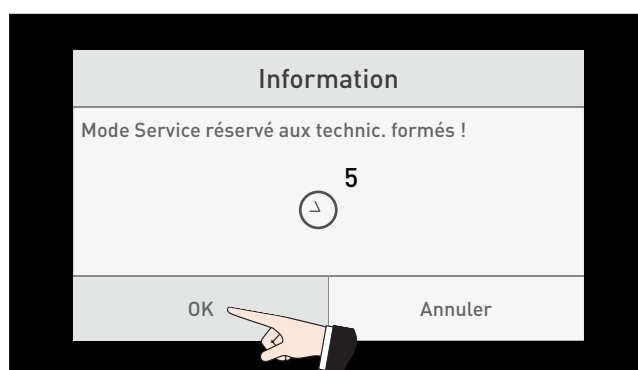 Information
Mode Service réservé aux technic. formés !
5
OK
Annuler